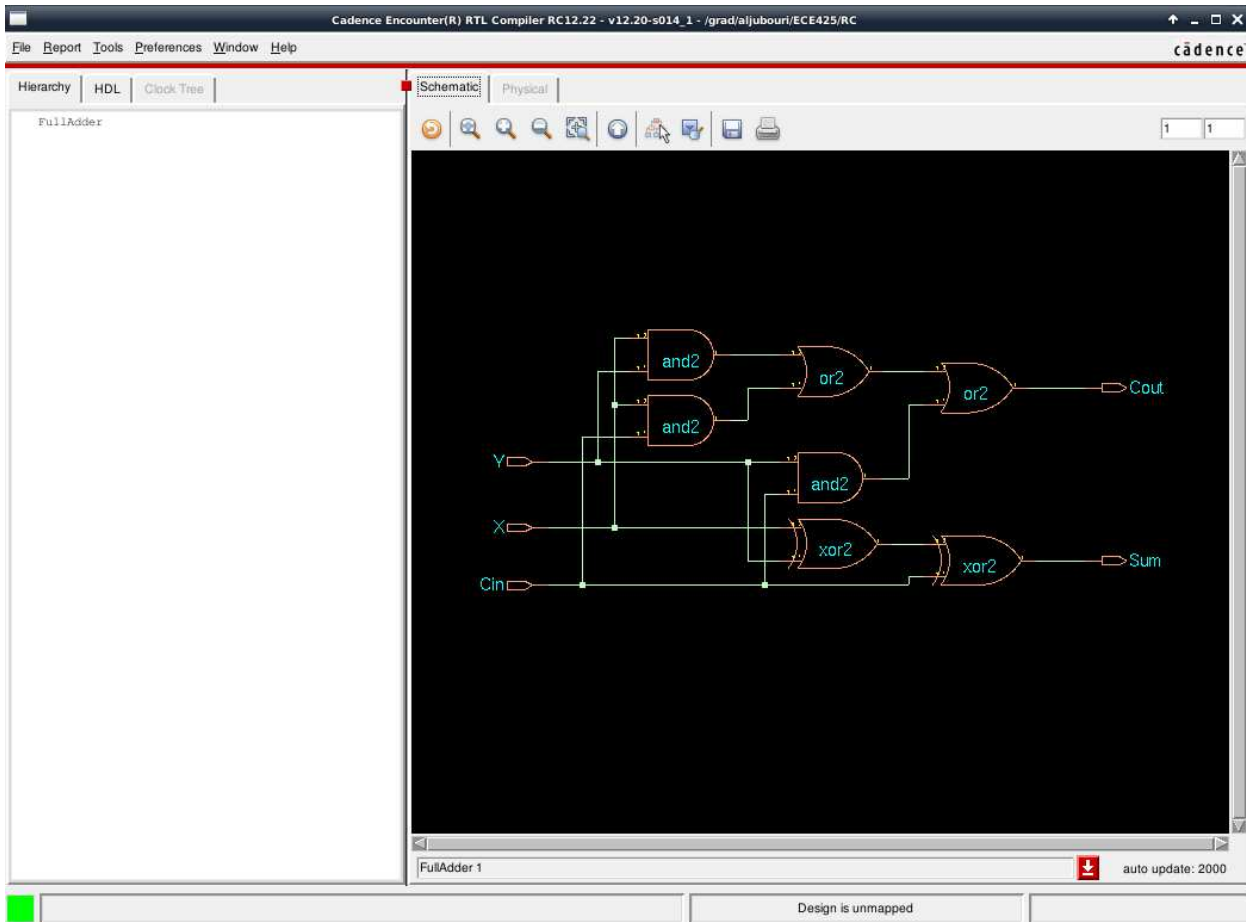 Cadence Encounter(R) RTL Compiler RC12.22 - v12.20-s014_1 - /grad/aljubouri/ECE425/RC
File Report Tools Preferences Window Help
cādence
Hierarchy HDL Clock Tree
Schematic Physical
FullAdder
1 1
and2
or2
or2
Cout
and2
Y
and2
X
xor2
xor2
Sum
Cin
FullAdder 1
auto update: 2000
Design is unmapped